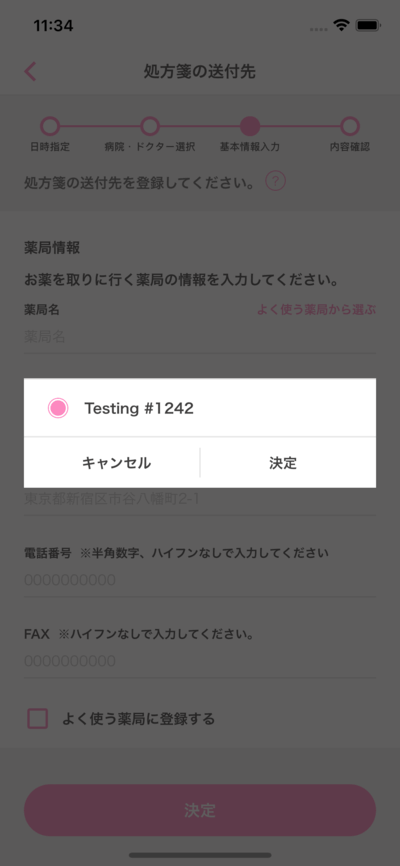 11:34
処方箋の送付先
日時指定
病院・ドクター選択
基本情報入力
内容確認
処方箋の送付先を登録してください。 ?
薬局情報
お薬を取りに行く薬局の情報を入力してください。
薬局名 よく使う薬局から選ぶ
薬局名
Testing #1242
キャンセル 決定
東京都新宿区市谷八幡町2-1
電話番号 ※半角数字、ハイフンなしで入力してください
0000000000
FAX ※ハイフンなしで入力してください。
0000000000
よく使う薬局に登録する
決定